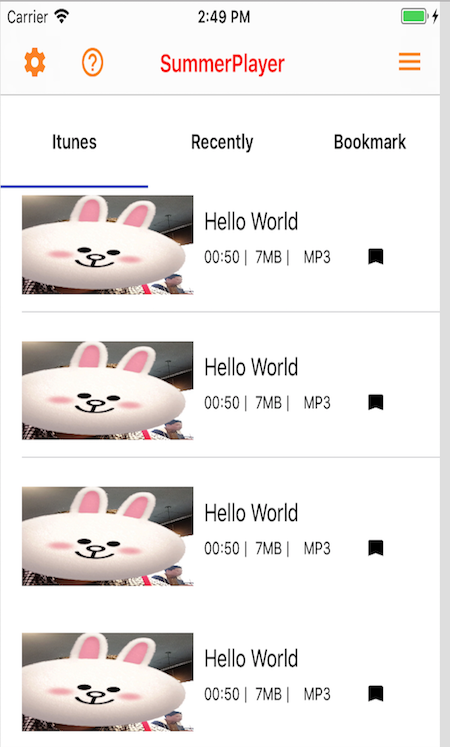 Carrier 2:49 PM
SummerPlayer
Itunes Recently Bookmark
Hello World
00:50 | 7MB | MP3
Hello World
00:50 | 7MB | MP3
Hello World
00:50 | 7MB | MP3
Hello World
00:50 | 7MB | MP3